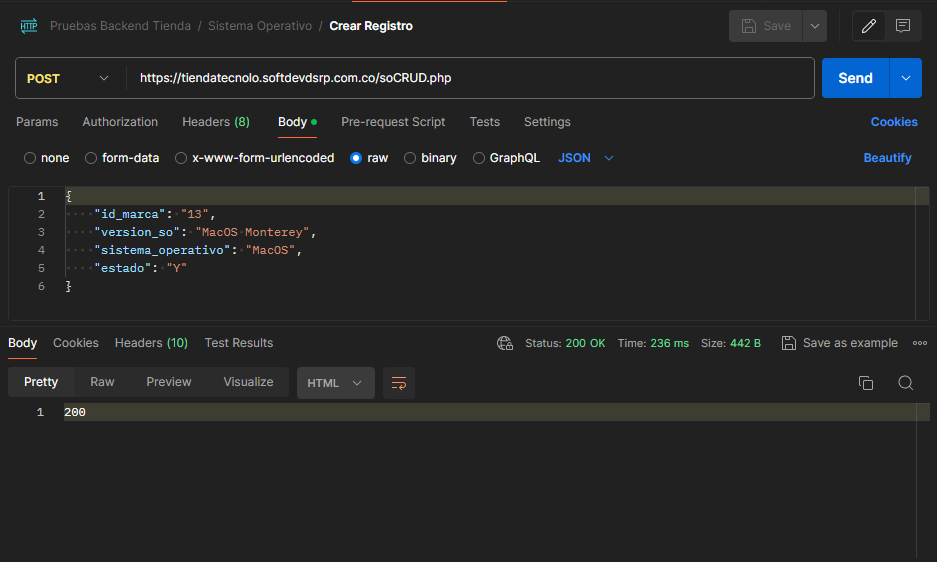 HTTP Pruebas Backend Tienda / Sistema Operativo / Crear Registro Save
POST https://tiendatecnolo.softdevdsrp.com.co/soCRUD.php Send
Params Authorization Headers (8) Body Pre-request Script Tests Settings Cookies
none form-data x-www-form-urlencoded raw binary GraphQL JSON Beautify
1 {
2 "id_marca": "13",
3 "version_so": "MacOS Monterey",
4 "sistema_operativo": "MacOS",
5 "estado": "Y"
6 }
Body Cookies Headers (10) Test Results Status: 200 OK Time: 236 ms Size: 442 B Save as example
Pretty Raw Preview Visualize HTML
1 200